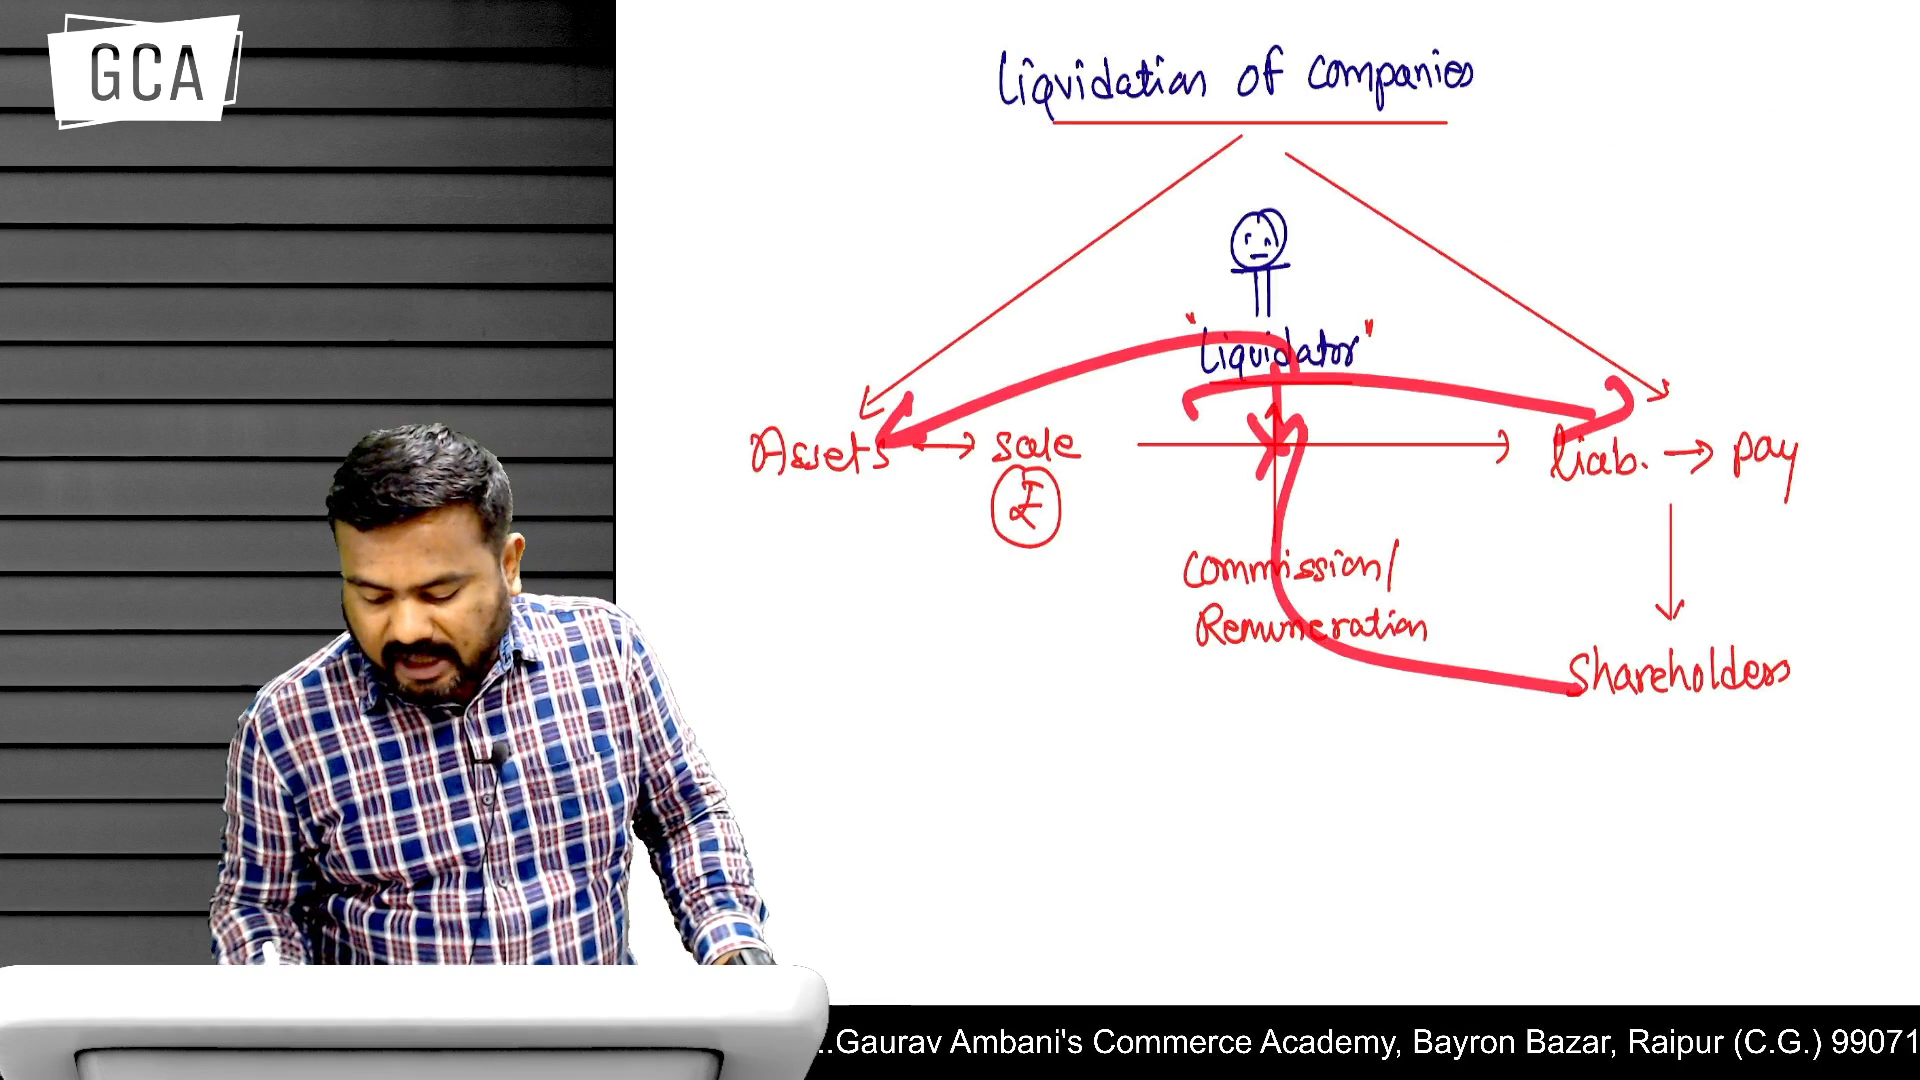 GCA
Liquidation of companies
"Liquidator"
Assets → sale → Liab. → pay
₹
Commission/
Remuneration
Shareholders
..Gaurav Ambani's Commerce Academy, Bayron Bazar, Raipur (C.G.) 99071